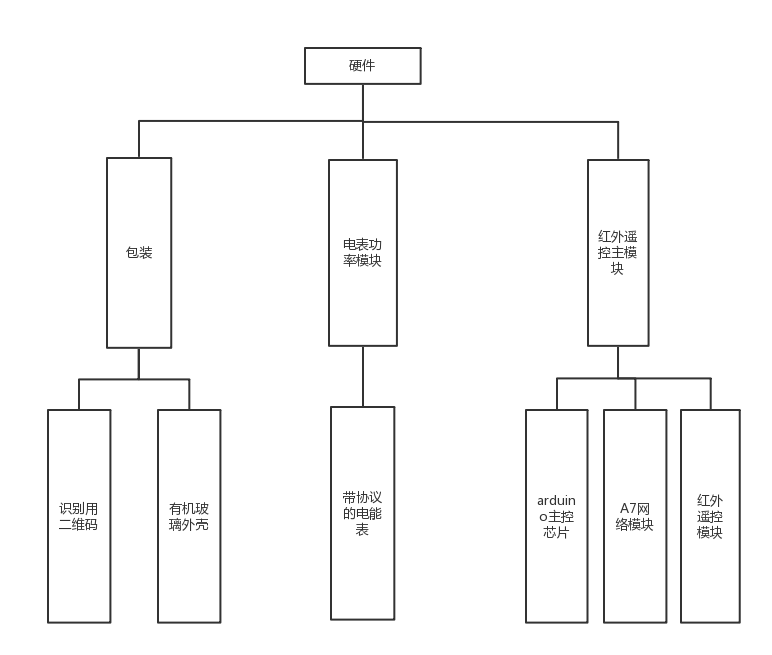 硬件
包装
电表功
率模块
红外遥
控主模
块
识别用
二维码
有机玻
璃外壳
带协议
的电能
表
arduin
o主控
芯片
A7网
络模块
红外
遥控
模块